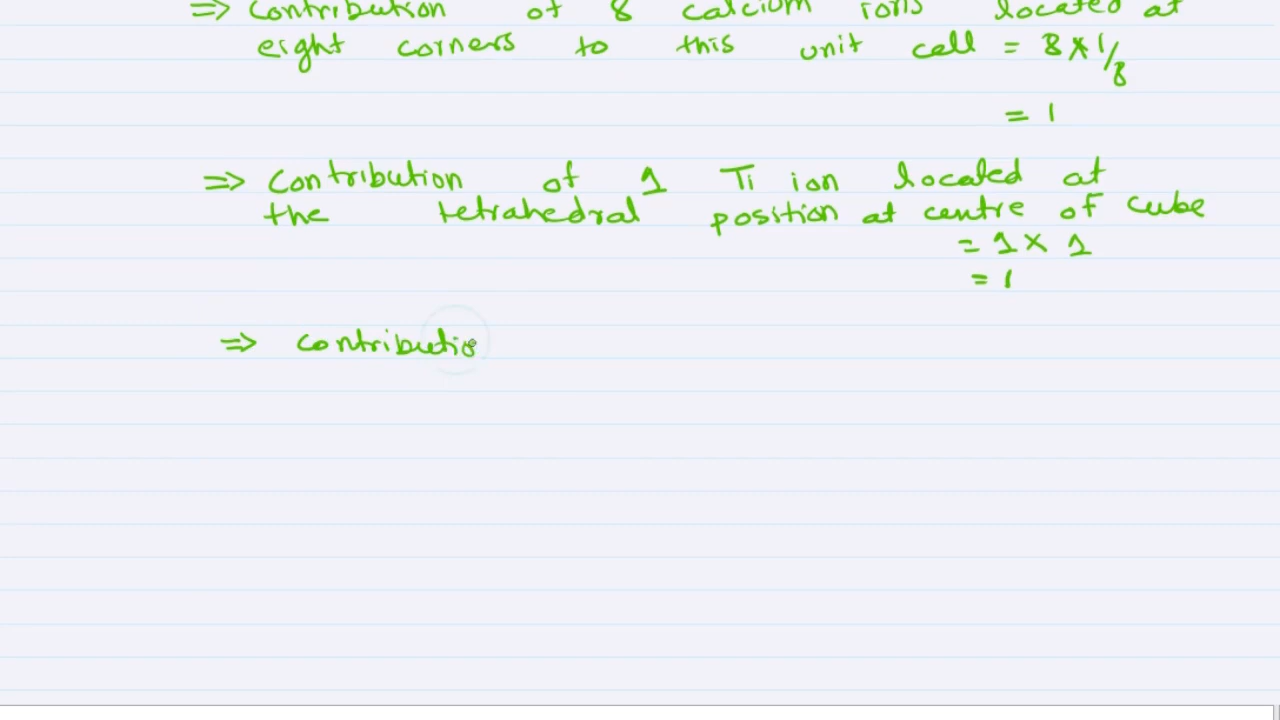 ⇒ Contribution of 8 calcium ions located at
eight corners to this unit cell = 8 × 1/8
= 1
⇒ Contribution of 1 Ti ion located at
the tetrahedral position at centre of cube
= 1 × 1
= 1
⇒ contributio